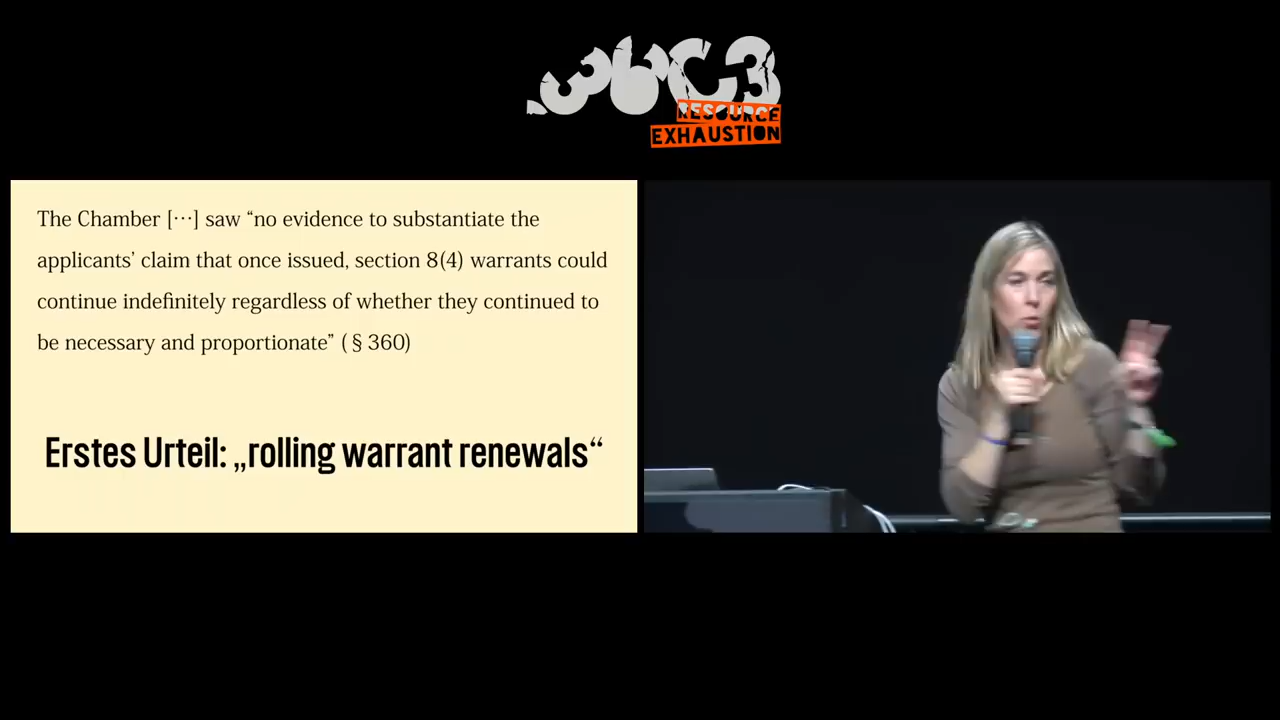 36C3
RESOURCE
EXHAUSTION
The Chamber [···] saw “no evidence to substantiate the
applicants’ claim that once issued, section 8(4) warrants could
continue indefinitely regardless of whether they continued to
be necessary and proportionate” ( § 360)
Erstes Urteil: „rolling warrant renewals“